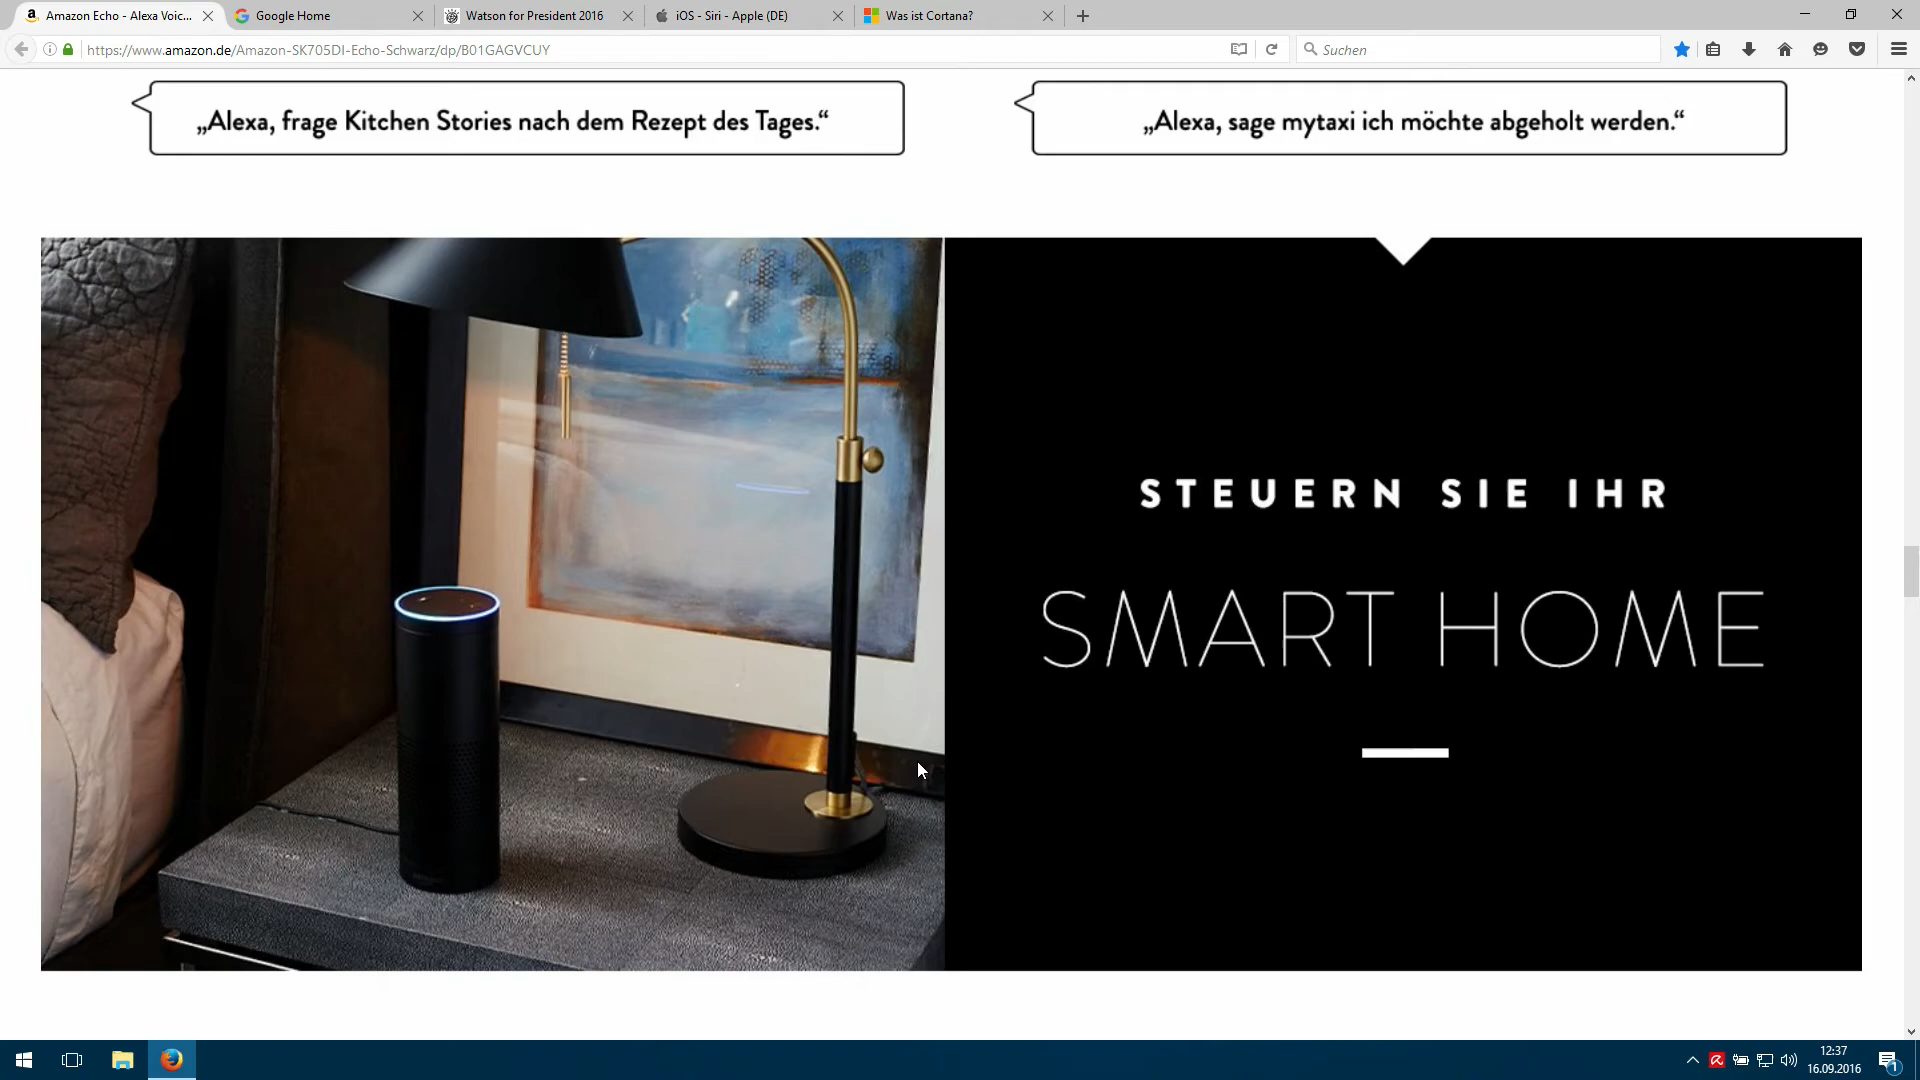 Amazon Echo - Alexa Voic...
Google Home
Watson for President 2016
iOS - Siri - Apple (DE)
Was ist Cortana?
https://www.amazon.de/Amazon-SK705DI-Echo-Schwarz/dp/B01GAGVCUY
Suchen
„Alexa, frage Kitchen Stories nach dem Rezept des Tages.“
„Alexa, sage mytaxi ich möchte abgeholt werden.“
STEUERN SIE IHR
SMART HOME
12:37
16.09.2016
1